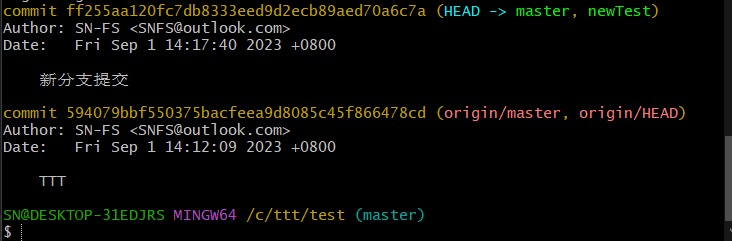 commit ff255aa120fc7db8333eed9d2ecb89aed70a6c7a (HEAD -> master, newTest)
Author: SN-FS <SNFS@outlook.com>
Date:   Fri Sep 1 14:17:40 2023 +0800
新分支提交
commit 594079bbf550375bacfeea9d8085c45f866478cd (origin/master, origin/HEAD)
Author: SN-FS <SNFS@outlook.com>
Date:   Fri Sep 1 14:12:09 2023 +0800
TTT
SN@DESKTOP-31EDJRS MINGW64 /c/ttt/test (master)
$